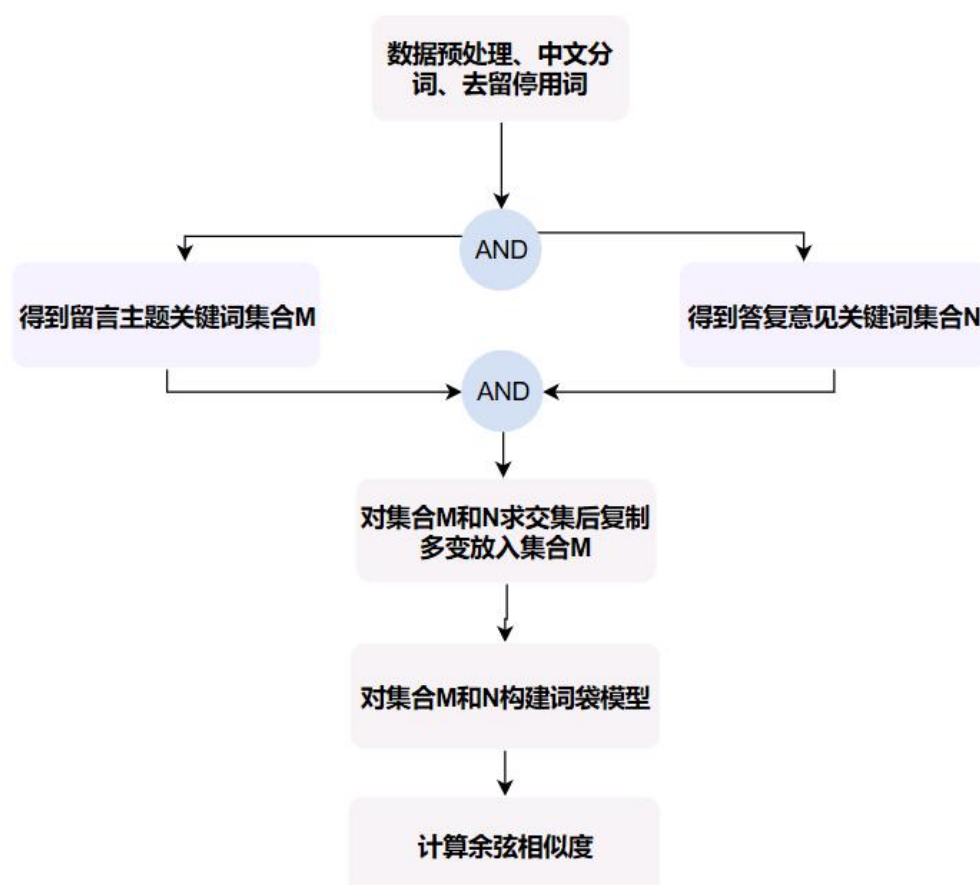 数据预处理、中文分
词、去留停用词
AND
得到留言主题关键词集合M
得到答复意见关键词集合N
AND
对集合M和N求交集后复制
多变放入集合M
对集合M和N构建词袋模型
计算余弦相似度